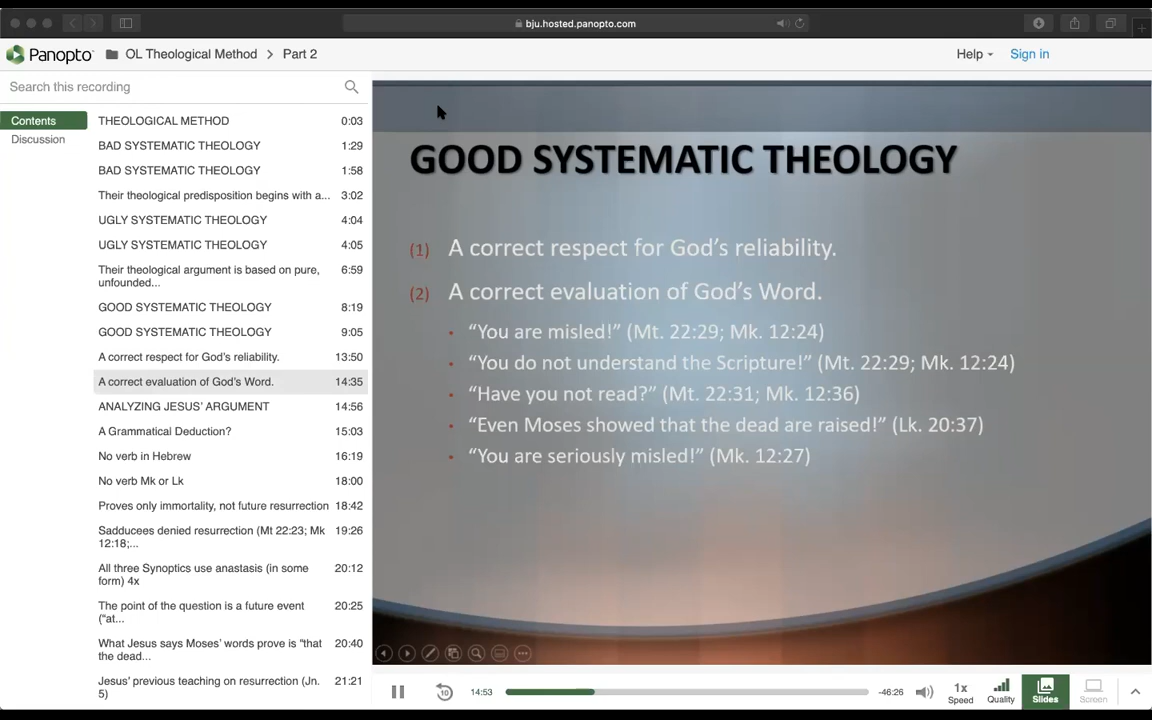 bju.hosted.panopto.com
Panopto
OL Theological Method > Part 2
Help
Sign in
Search this recording
Contents
Discussion
THEOLOGICAL METHOD 0:03
BAD SYSTEMATIC THEOLOGY 1:29
BAD SYSTEMATIC THEOLOGY 1:58
Their theological predisposition begins with a... 3:02
UGLY SYSTEMATIC THEOLOGY 4:04
UGLY SYSTEMATIC THEOLOGY 4:05
Their theological argument is based on pure, 6:59
unfounded...
GOOD SYSTEMATIC THEOLOGY 8:19
GOOD SYSTEMATIC THEOLOGY 9:05
A correct respect for God's reliability. 13:50
A correct evaluation of God's Word. 14:35
ANALYZING JESUS' ARGUMENT 14:56
A Grammatical Deduction? 15:03
No verb in Hebrew 16:19
No verb Mk or Lk 18:00
Proves only immortality, not future resurrection 18:42
Sadducees denied resurrection (Mt 22:23; Mk 19:26
12:18;...
All three Synoptics use anastasis (in some 20:12
form) 4x
The point of the question is a future event 20:25
("at...
What Jesus says Moses' words prove is "that 20:40
the dead...
Jesus' previous teaching on resurrection (Jn. 21:21
5)
GOOD SYSTEMATIC THEOLOGY
(1) A correct respect for God's reliability.
(2) A correct evaluation of God's Word.
• "You are misled!" (Mt. 22:29; Mk. 12:24)
• "You do not understand the Scripture!" (Mt. 22:29; Mk. 12:24)
• "Have you not read?" (Mt. 22:31; Mk. 12:36)
• "Even Moses showed that the dead are raised!" (Lk. 20:37)
• "You are seriously misled!" (Mk. 12:27)
10
14:53
-46:26
1x
Speed
Quality
Slides
Screen